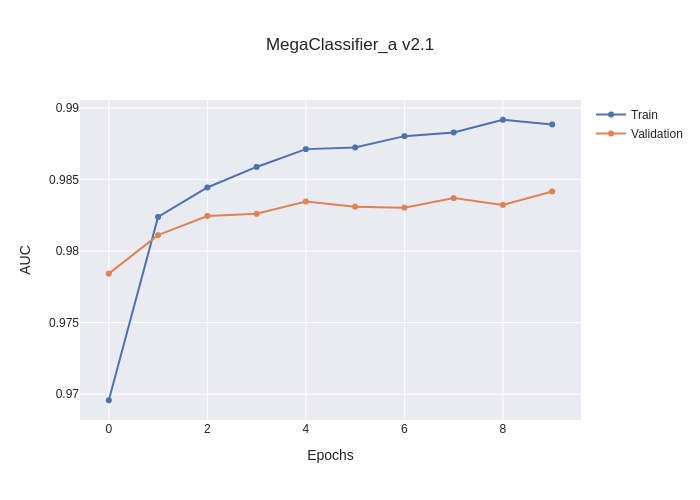 MegaClassifier_a v2.1
Train
Validation
AUC
0.99
0.985
0.98
0.975
0.97
0 2 4 6 8
Epochs